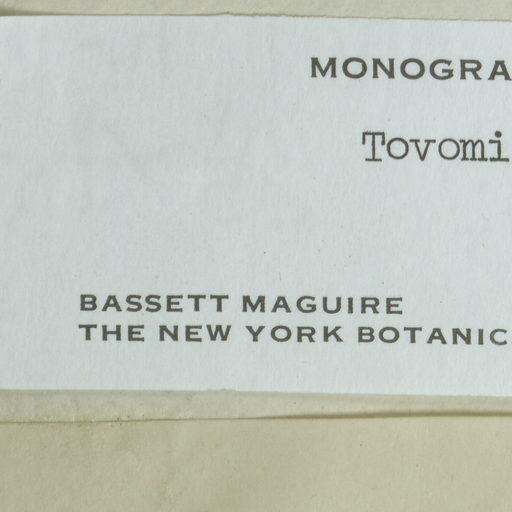 MONOGRA
Tovomi
BASSETT MAGUIRE
THE NEW YORK BOTANIC